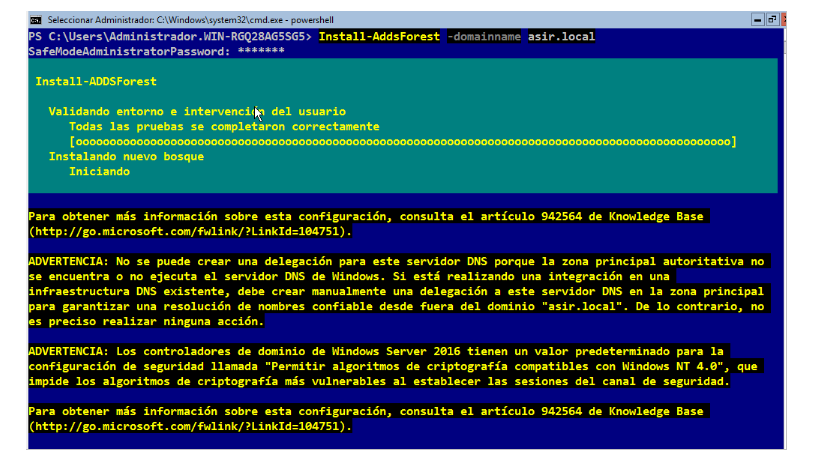 Seleccionar Administrador: C:\Windows\system32\cmd.exe - powershell
PS C:\Users\Administrador.WIN-RGQ28AG5SG5> Install-AddsForest -domainname asir.local
SafeModeAdministratorPassword: *******
Install-ADDSForest
Validando entorno e intervención del usuario
Todas las pruebas se completaron correctamente
[ooooooooooooooooooooooooooooooooooooooooooooooooooooooooooooooooooooooooooooooooooooooooooooooooo]
Instalando nuevo bosque
Iniciando
Para obtener más información sobre esta configuración, consulta el artículo 942564 de Knowledge Base
(http://go.microsoft.com/fwlink/?LinkId=104751).
ADVERTENCIA: No se puede crear una delegación para este servidor DNS porque la zona principal autoritativa no
se encuentra o no ejecuta el servidor DNS de Windows. Si está realizando una integración en una
infraestructura DNS existente, debe crear manualmente una delegación a este servidor DNS en la zona principal
para garantizar una resolución de nombres confiable desde fuera del dominio "asir.local". De lo contrario, no
es preciso realizar ninguna acción.
ADVERTENCIA: Los controladores de dominio de Windows Server 2016 tienen un valor predeterminado para la
configuración de seguridad llamada "Permitir algoritmos de criptografía compatibles con Windows NT 4.0", que
impide los algoritmos de criptografía más vulnerables al establecer las sesiones del canal de seguridad.
Para obtener más información sobre esta configuración, consulta el artículo 942564 de Knowledge Base
(http://go.microsoft.com/fwlink/?LinkId=104751).